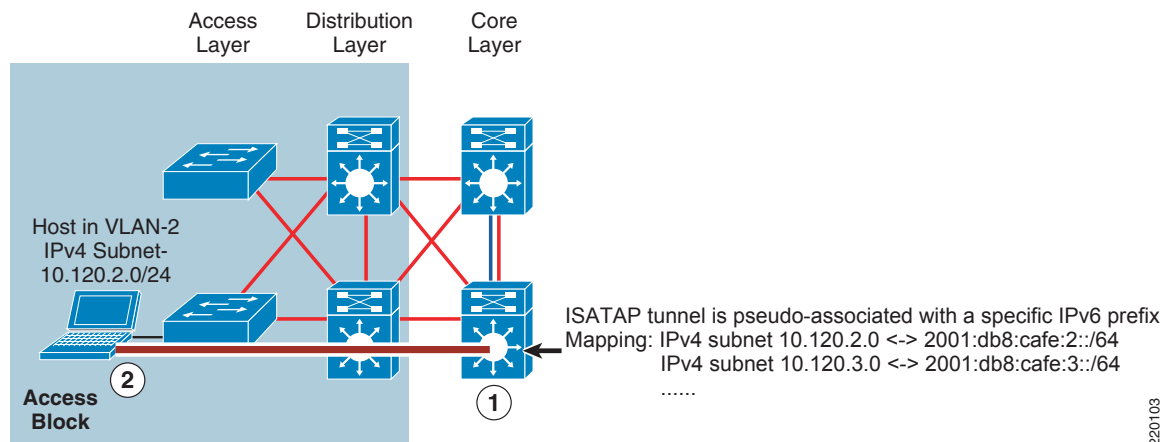 Access
Layer
Distribution
Layer
Core
Layer
Host in VLAN-2
IPv4 Subnet-
10.120.2.0/24
ISATAP tunnel is pseudo-associated with a specific IPv6 prefix
Mapping: IPv4 subnet 10.120.2.0 <-> 2001:db8:cafe:2::/64
IPv4 subnet 10.120.3.0 <-> 2001:db8:cafe:3::/64
......
2
1
Access
Block
220103